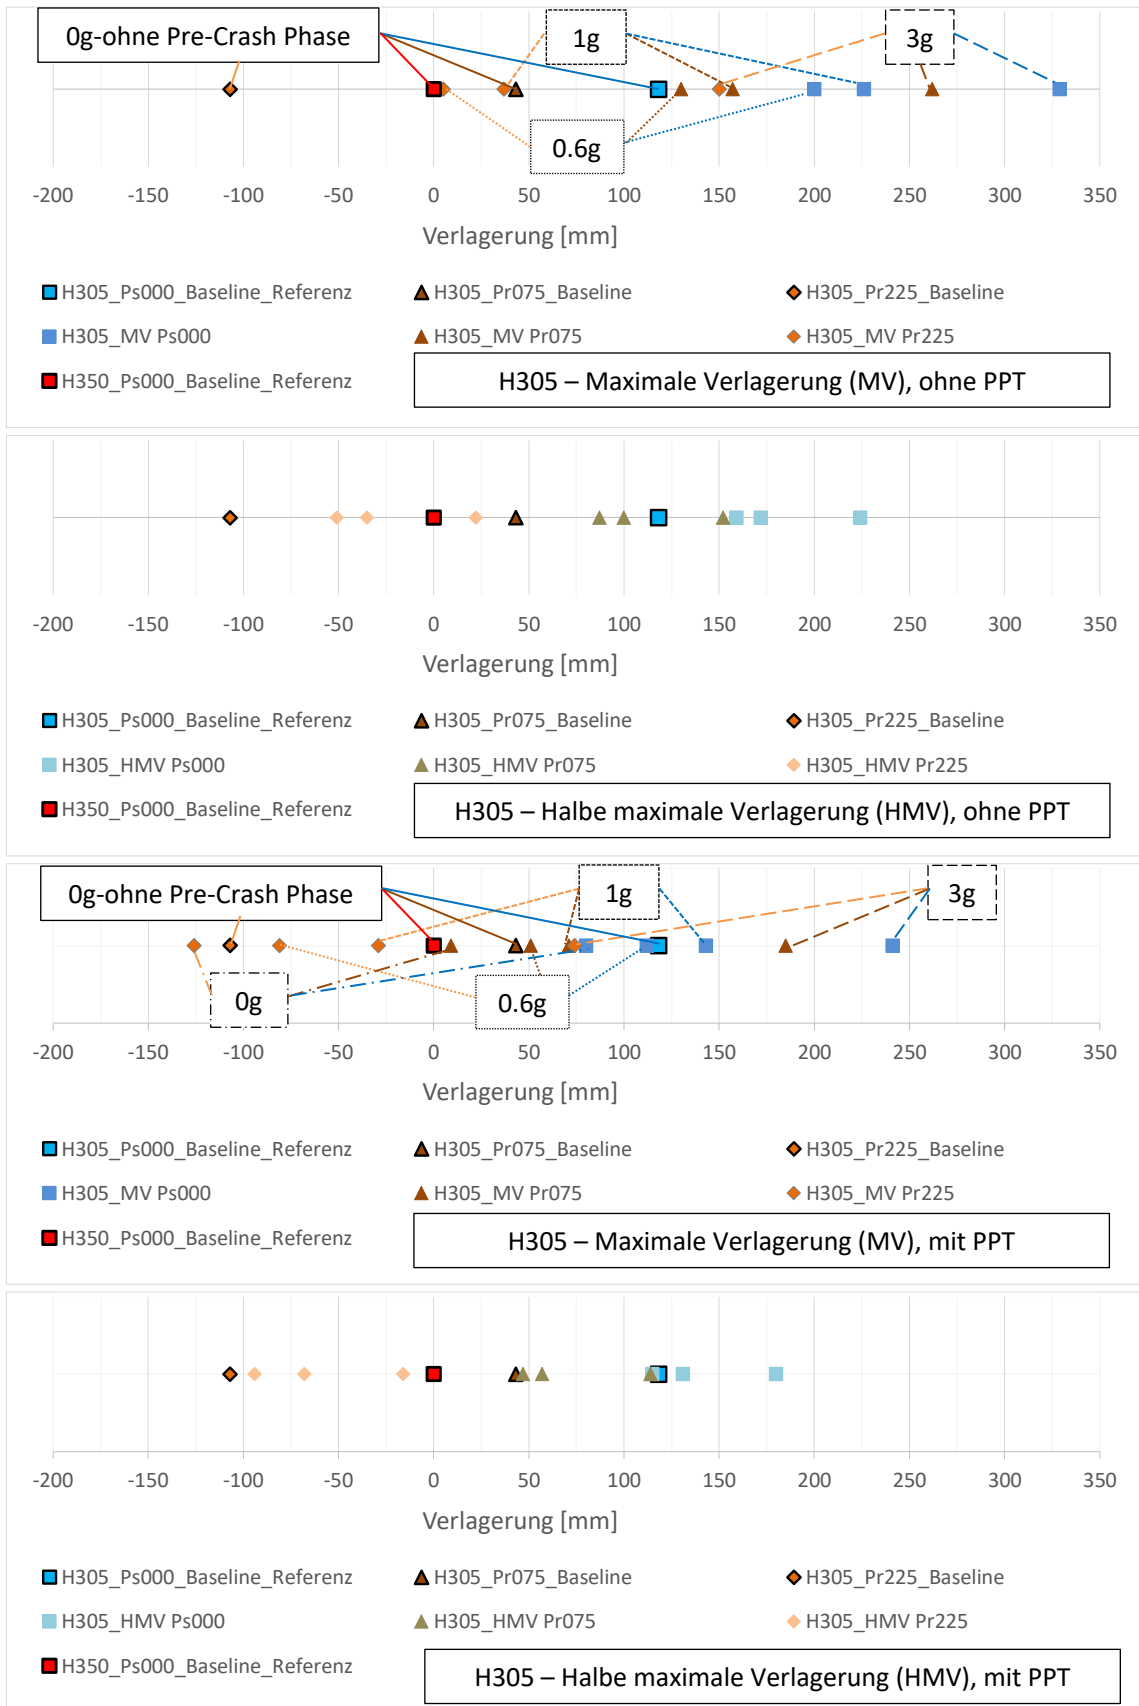 0g-ohne Pre-Crash Phase
1g
3g
0.6g
-200 -150 -100 -50 0 50 100 150 200 250 300 350
Verlagerung [mm]
H305_Ps000_Baseline_Referenz H305_Pr075_Baseline H305_Pr225_Baseline
H305_MV Ps000 H305_MV Pr075 H305_MV Pr225
H350_Ps000_Baseline_Referenz
H305 – Maximale Verlagerung (MV), ohne PPT
-200 -150 -100 -50 0 50 100 150 200 250 300 350
Verlagerung [mm]
H305_Ps000_Baseline_Referenz H305_Pr075_Baseline H305_Pr225_Baseline
H305_HMV Ps000 H305_HMV Pr075 H305_HMV Pr225
H350_Ps000_Baseline_Referenz
H305 – Halbe maximale Verlagerung (HMV), ohne PPT
0g-ohne Pre-Crash Phase
1g
3g
0g
0.6g
-200 -150 -100 -50 0 50 100 150 200 250 300 350
Verlagerung [mm]
H305_Ps000_Baseline_Referenz H305_Pr075_Baseline H305_Pr225_Baseline
H305_MV Ps000 H305_MV Pr075 H305_MV Pr225
H350_Ps000_Baseline_Referenz
H305 – Maximale Verlagerung (MV), mit PPT
-200 -150 -100 -50 0 50 100 150 200 250 300 350
Verlagerung [mm]
H305_Ps000_Baseline_Referenz H305_Pr075_Baseline H305_Pr225_Baseline
H305_HMV Ps000 H305_HMV Pr075 H305_HMV Pr225
H350_Ps000_Baseline_Referenz
H305 – Halbe maximale Verlagerung (HMV), mit PPT